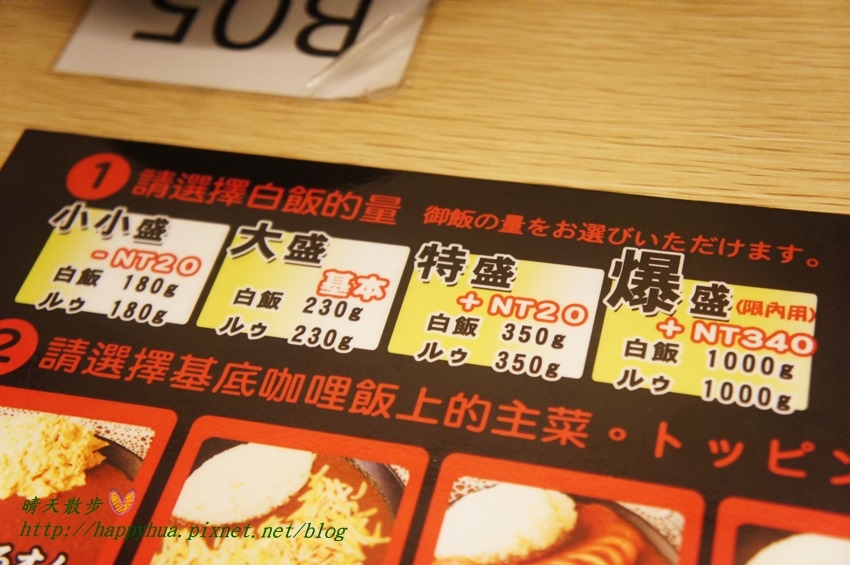 B05
1 請選擇白飯的量 御飯の量をお選びいただけます。
小小盛
- NT20
白飯 180g
ルゥ 180g
大盛
基本
白飯 230g
ルゥ 230g
特盛
+ NT20
白飯 350g
ルゥ 350g
爆盛(限內用)
+ NT340
白飯 1000g
ルゥ 1000g
2 請選擇基底咖哩飯上的主菜。トッピン
晴天散步
http://happyhua.pixnet.net/blog